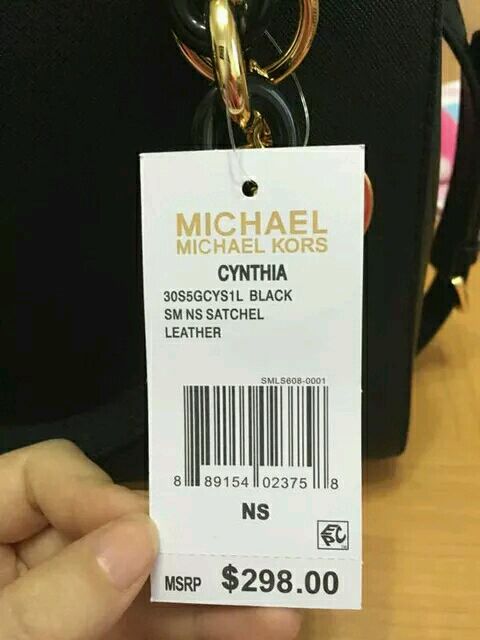 MICHAEL
MICHAEL KORS
CYNTHIA
30S5GCYS1L BLACK
SM NS SATCHEL
LEATHER
SMLS608-0001
8 89154 02375 8
NS
MSRP $298.00